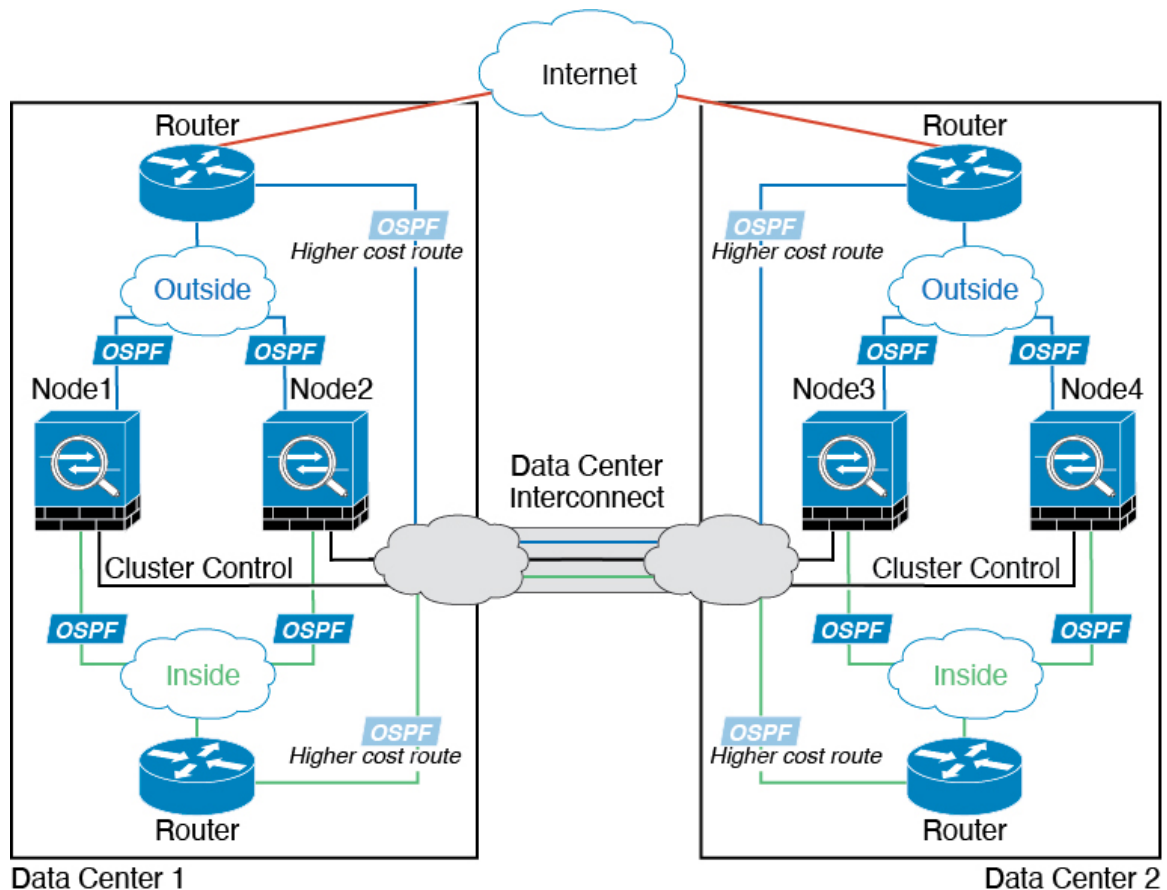 Internet
Router
Router
OSPF
Higher cost route
OSPF
Higher cost route
Outside
Outside
OSPF
OSPF
OSPF
OSPF
Node1
Node2
Node3
Node4
Data Center
Interconnect
Cluster Control
Cluster Control
OSPF
OSPF
OSPF
OSPF
Inside
Inside
OSPF
Higher cost route
OSPF
Higher cost route
Router
Router
Data Center 1
Data Center 2